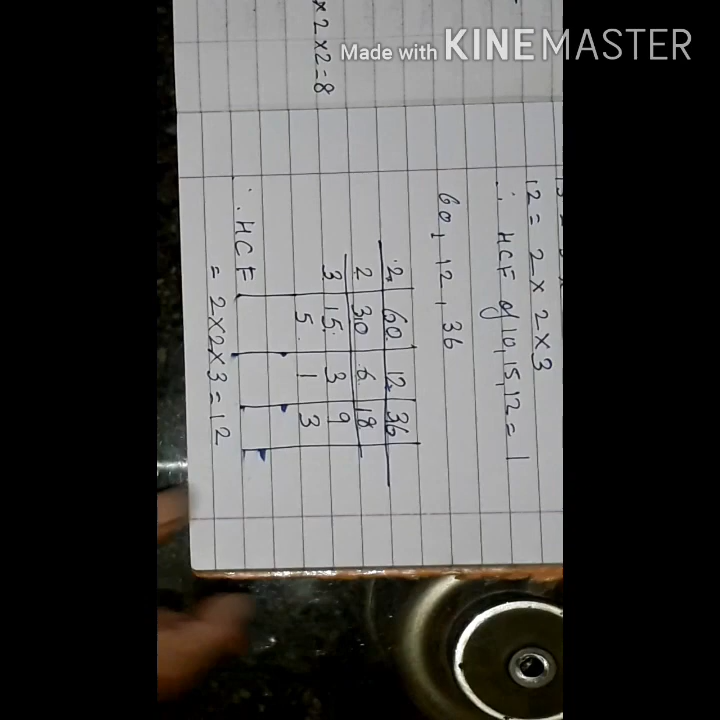 Made with KINEMASTER
× 2 × 2 = 8
12 = 2 × 2 × 3
∴ HCF of 10, 15, 12 = 1
60, 12, 36
2 60 12 36
2 30 6 18
3 15 3 9
5 1 3
∴ HCF
= 2×2×3 = 12